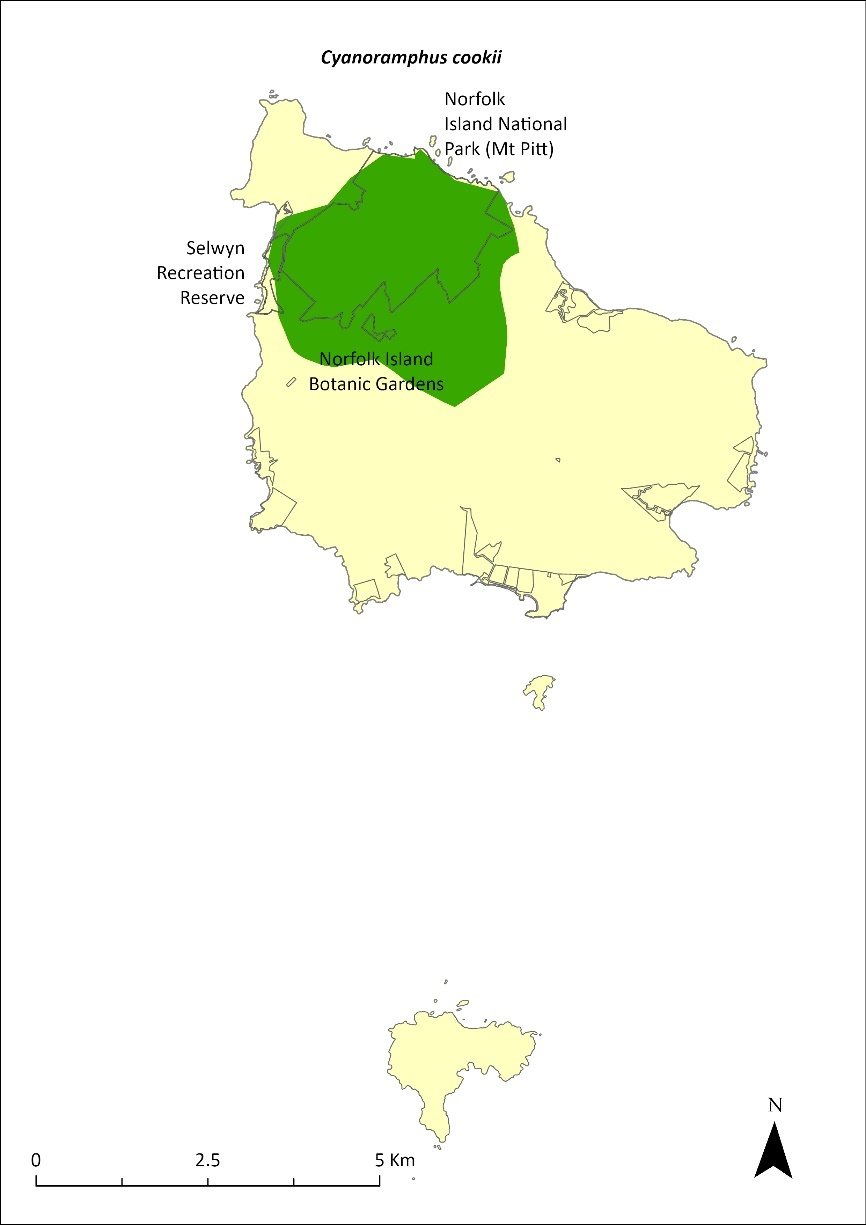 Cyanoramphus cookii
Norfolk
Island National
Park (Mt Pitt)
Selwyn
Recreation
Reserve
Norfolk Island
Botanic Gardens
N
0 2.5 5 Km